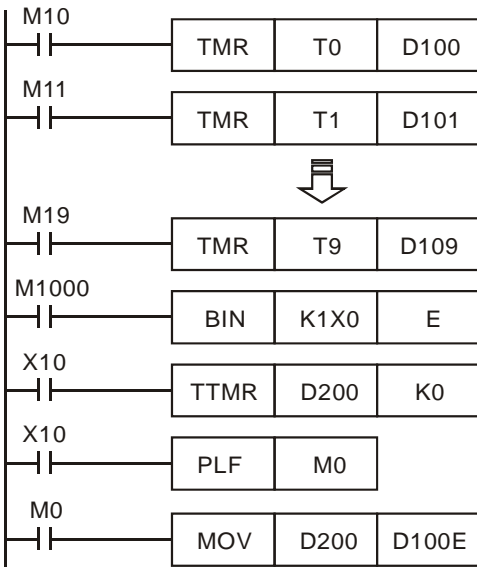 M10
TMR T0 D100
M11
TMR T1 D101
M19
TMR T9 D109
M1000
BIN K1X0 E
X10
TTMR D200 K0
X10
PLF M0
M0
MOV D200 D100E